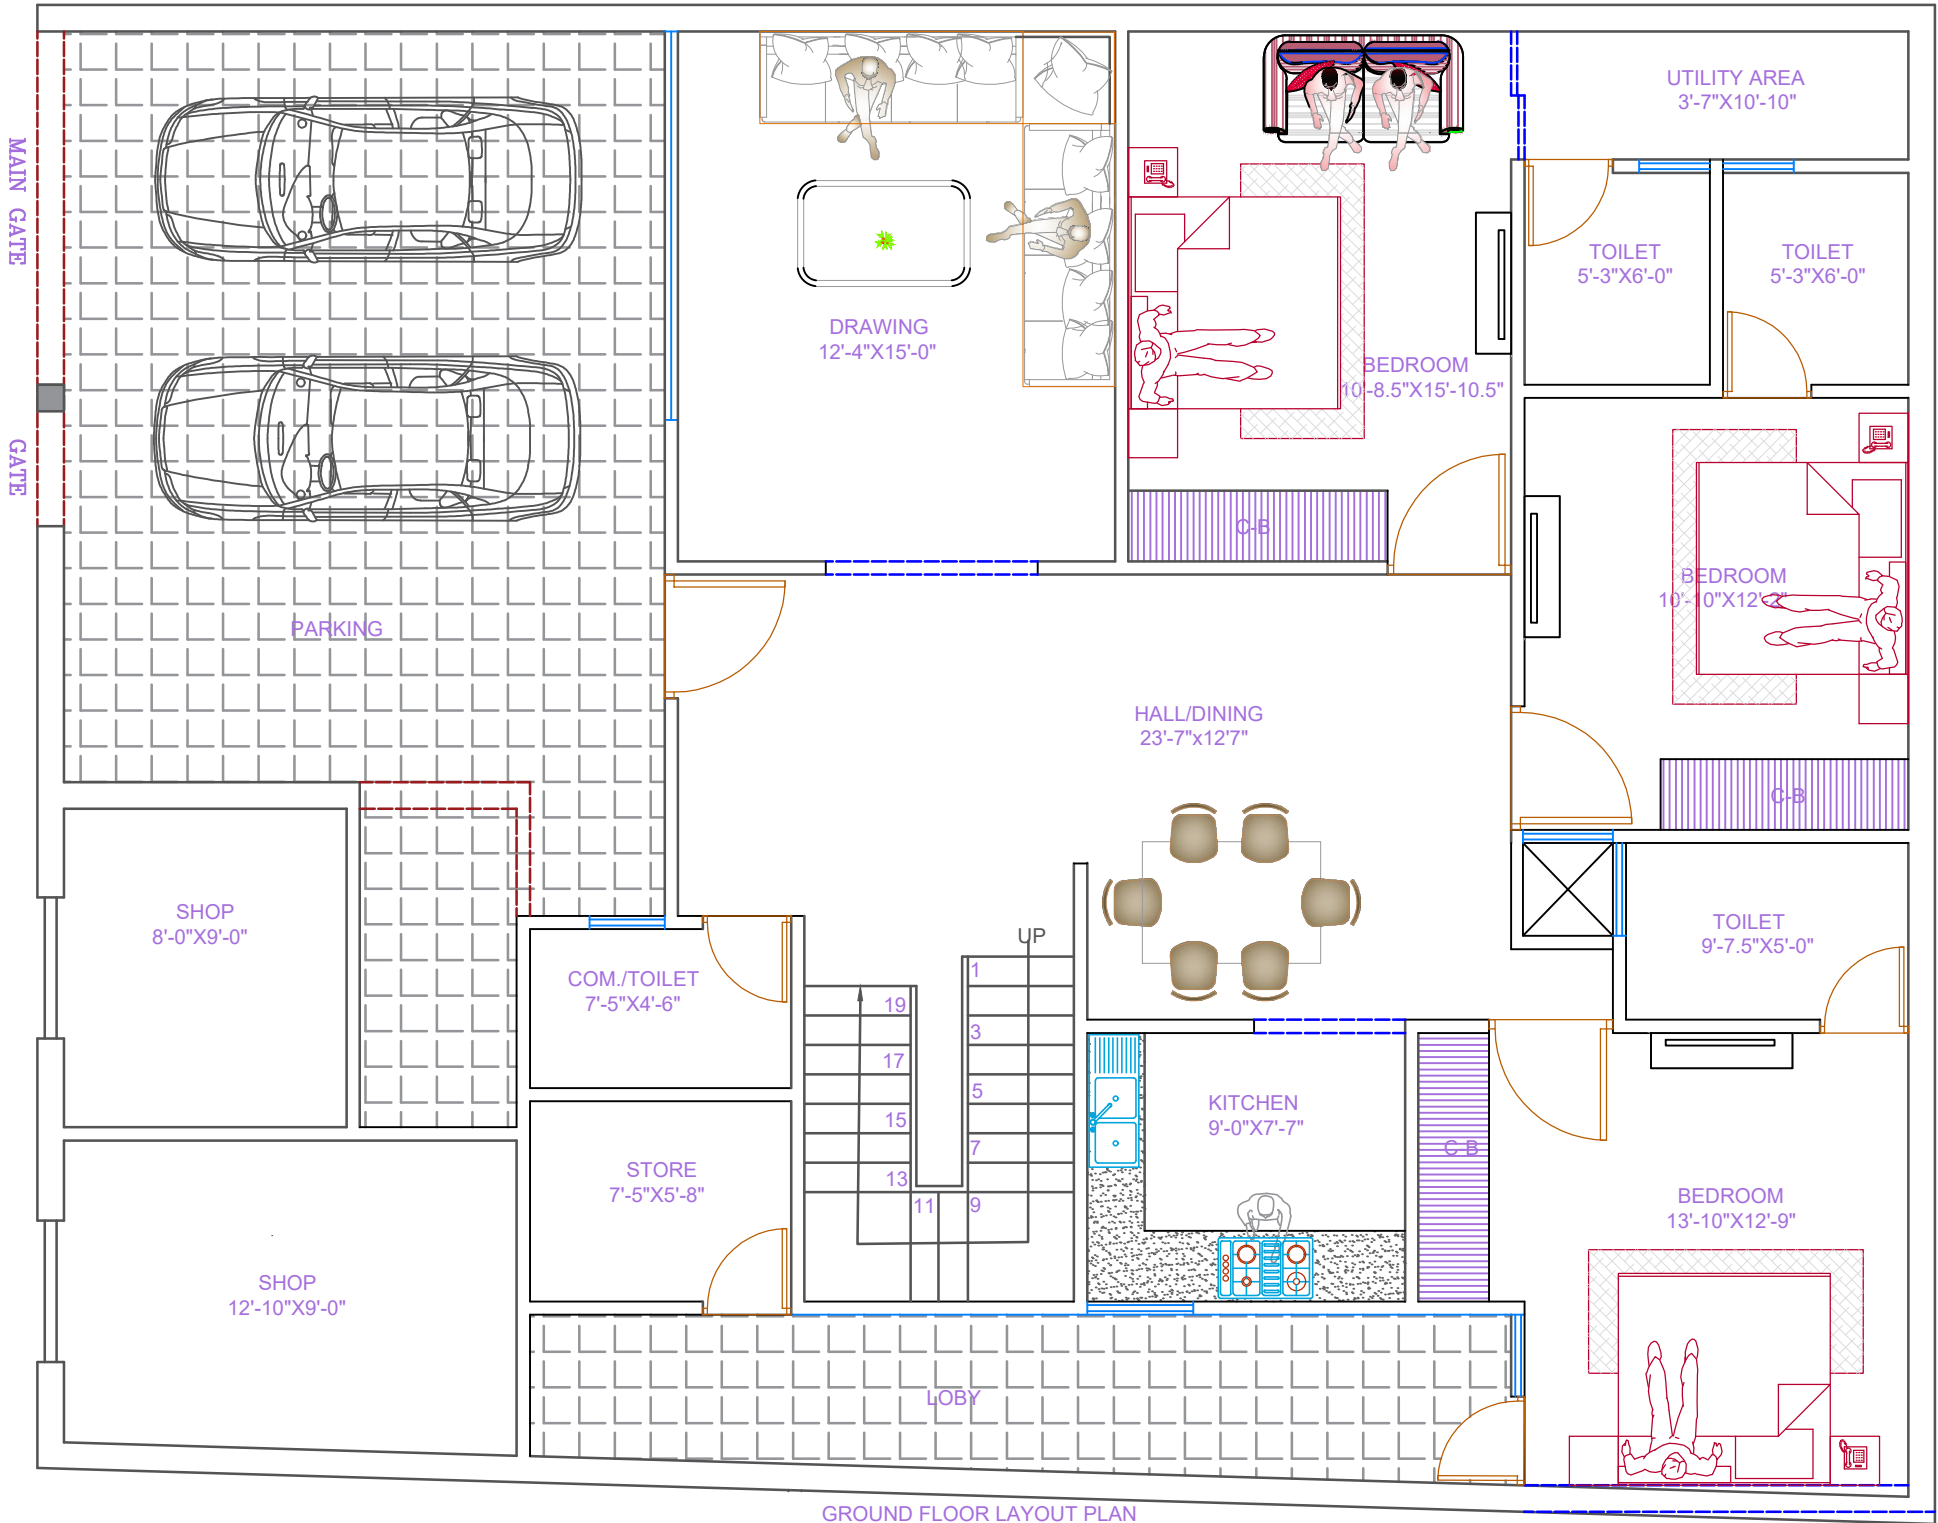 UTILITY AREA
3'-7"X10'-10"
MAIN GATE
TOILET
5'-3"X6'-0"
TOILET
5'-3"X6'-0"
DRAWING
12'-4"X15'-0"
BEDROOM
10'-8.5"X15'-10.5"
GATE
C-B
BEDROOM
10'-10"X12'-2"
PARKING
HALL/DINING
23'-7"x12'7"
C-B
SHOP
8'-0"X9'-0"
TOILET
9'-7.5"X5'-0"
UP
COM./TOILET
7'-5"X4'-6"
1
19
3
17
5
15
7
13
11
9
KITCHEN
9'-0"X7'-7"
C-B
STORE
7'-5"X5'-8"
BEDROOM
13'-10"X12'-9"
SHOP
12'-10"X9'-0"
LOBY
GROUND FLOOR LAYOUT PLAN